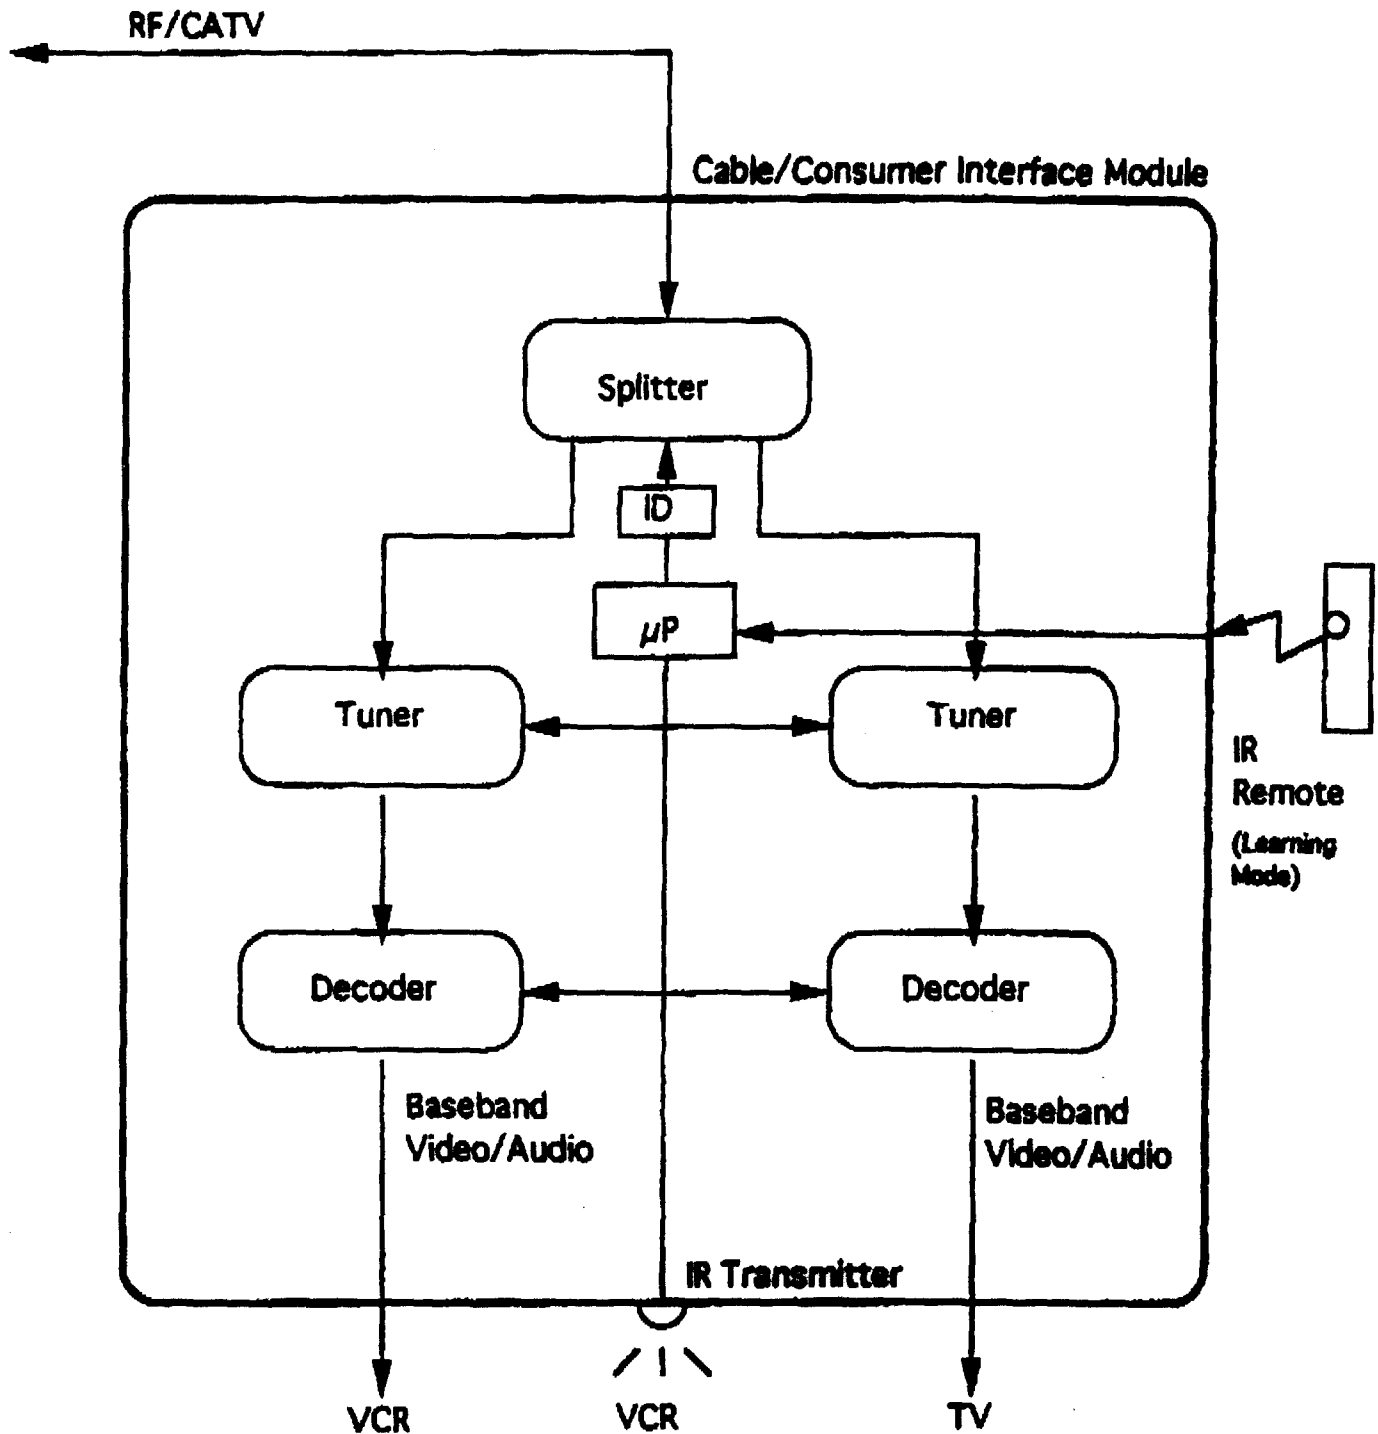 RF/CATV
Cable/Consumer Interface Module
Splitter
ID
µP
Tuner
Tuner
IR
Remote
(Learning
Mode)
Decoder
Decoder
Baseband
Video/Audio
Baseband
Video/Audio
IR Transmitter
VCR
VCR
TV